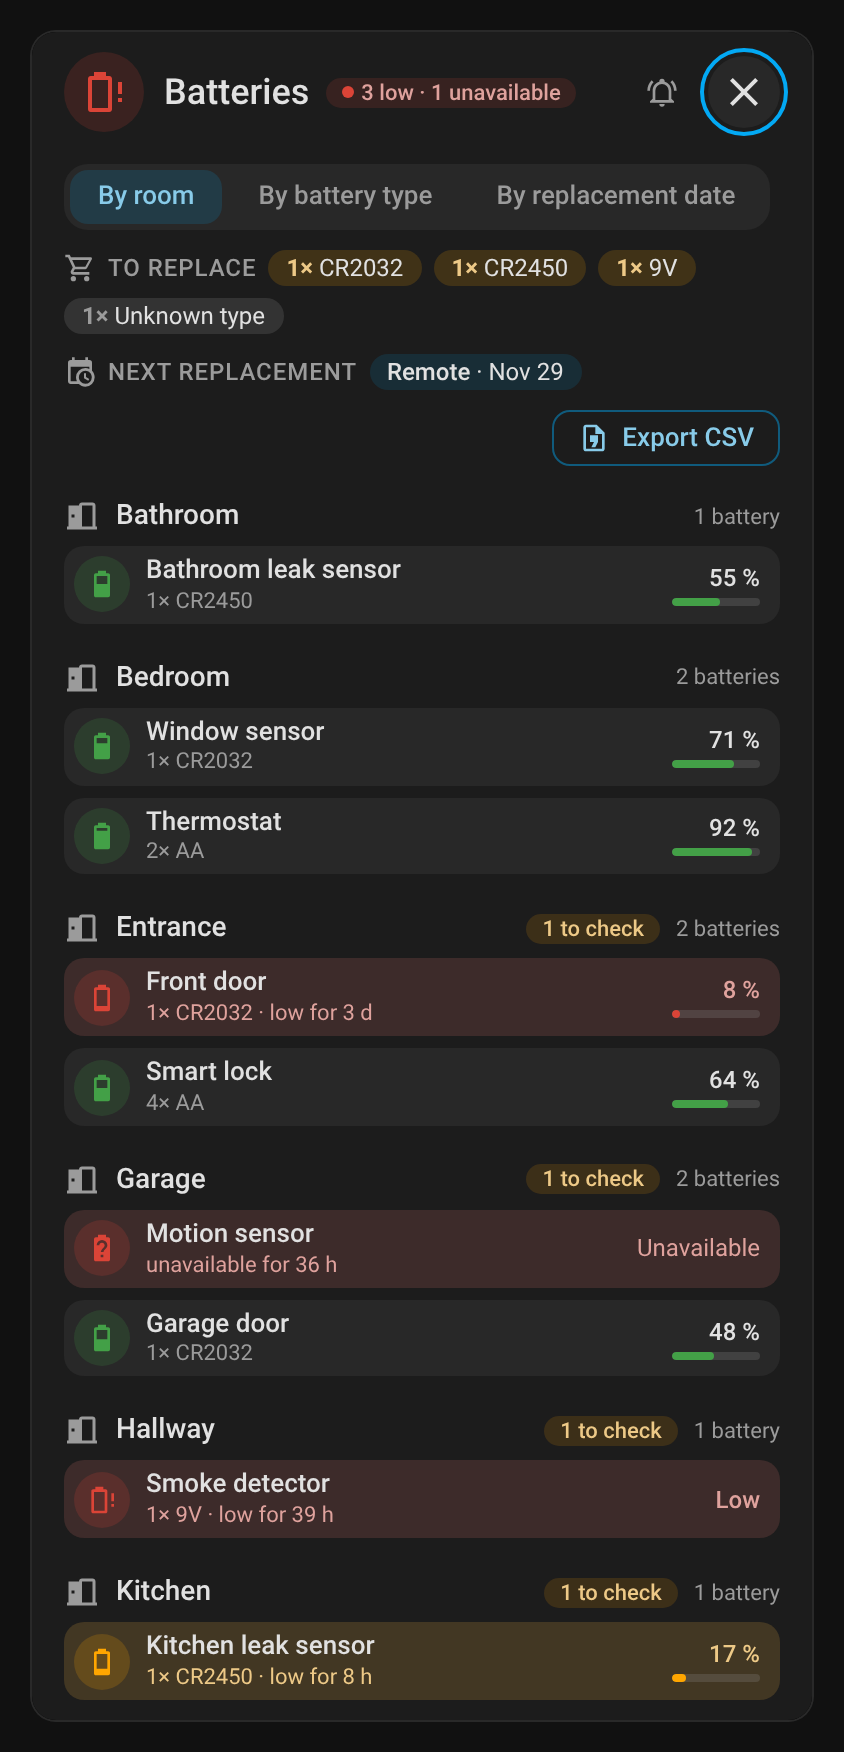 Batteries
3 low · 1 unavailable
By room
By battery type
By replacement date
TO REPLACE
1× CR2032
1× CR2450
1× 9V
1× Unknown type
NEXT REPLACEMENT
Remote · Nov 29
Export CSV
Bathroom
1 battery
Bathroom leak sensor
55 %
1× CR2450
Bedroom
2 batteries
Window sensor
71 %
1× CR2032
Thermostat
92 %
2× AA
Entrance
1 to check
2 batteries
Front door
8 %
1× CR2032 · low for 3 d
Smart lock
64 %
4× AA
Garage
1 to check
2 batteries
Motion sensor
Unavailable
unavailable for 36 h
Garage door
48 %
1× CR2032
Hallway
1 to check
1 battery
Smoke detector
Low
1× 9V · low for 39 h
Kitchen
1 to check
1 battery
Kitchen leak sensor
17 %
1× CR2450 · low for 8 h